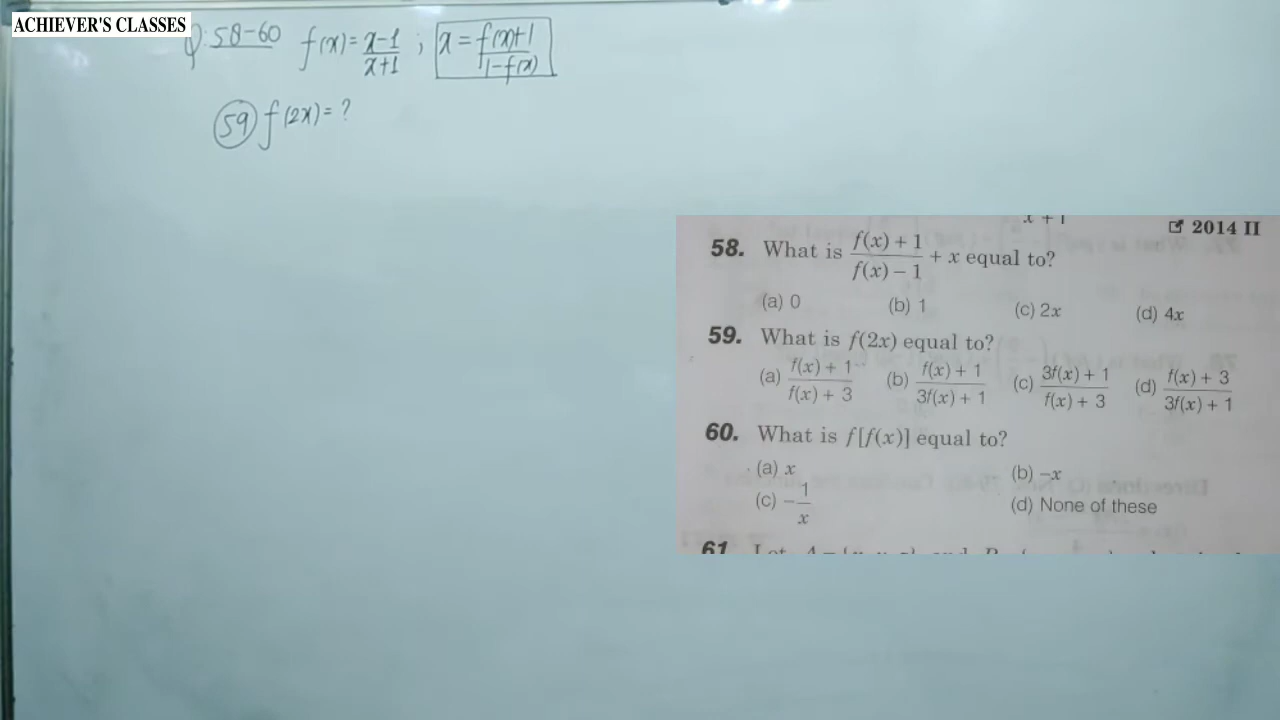 ACHIEVER'S CLASSES
Q. 58-60 f(x) = x-1/x+1 ; x = f(x)+1/1-f(x)
59 f(2x) = ?
x + 1
2014 II
58. What is f(x) + 1/f(x) – 1 + x equal to?
(a) 0 (b) 1 (c) 2x (d) 4x
59. What is f(2x) equal to?
(a) f(x) + 1/f(x) + 3 (b) f(x) + 1/3f(x) + 1 (c) 3f(x) + 1/f(x) + 3 (d) f(x) + 3/3f(x) + 1
60. What is f[f(x)] equal to?
(a) x (b) –x
(c) –1/x (d) None of these
61